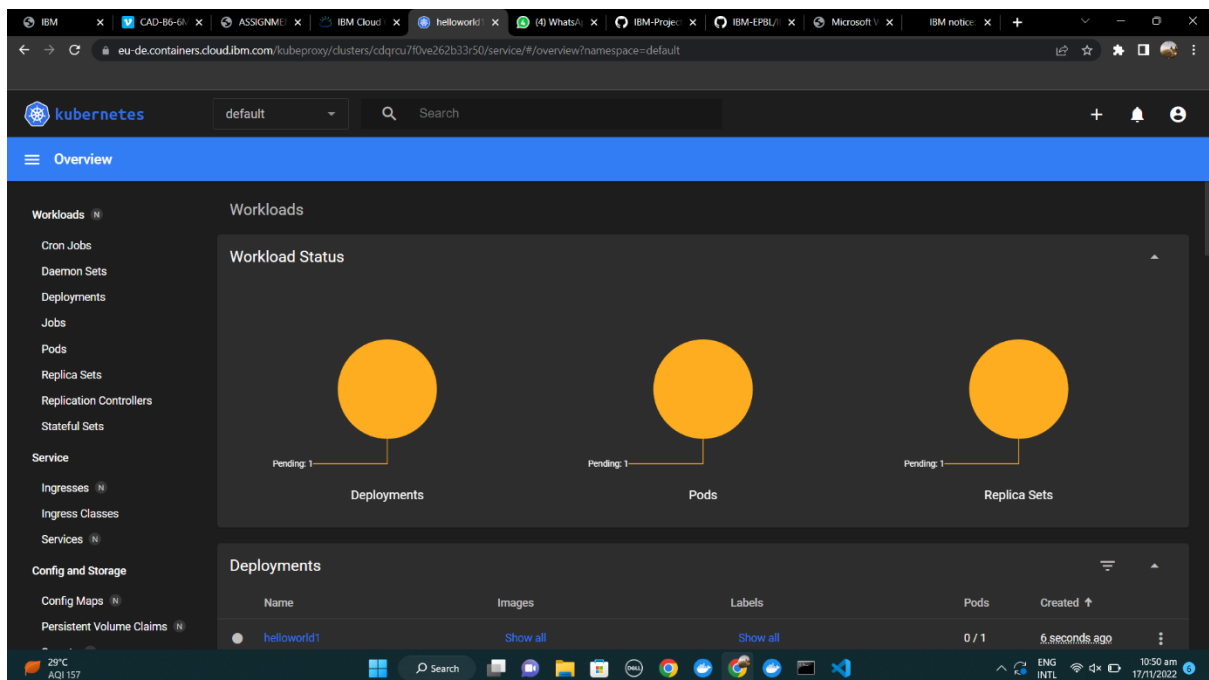 IBM
CAD-B6-6M
ASSIGNMEN
IBM Cloud
helloworld1
(4) WhatsAp
IBM-Project
IBM-EPBL/I
Microsoft V
IBM notice:
eu-de.containers.cloud.ibm.com/kubeproxy/clusters/cdqrcu7f0ve262b33r50/service/#/overview?namespace=default
kubernetes
default
Search
Overview
Workloads N
Cron Jobs
Daemon Sets
Deployments
Jobs
Pods
Replica Sets
Replication Controllers
Stateful Sets
Service
Ingresses N
Ingress Classes
Services N
Config and Storage
Config Maps N
Persistent Volume Claims N
Workloads
Workload Status
Pending: 1
Pending: 1
Pending: 1
Deployments
Pods
Replica Sets
Deployments
Name Images Labels Pods Created
helloworld1 Show all Show all 0 / 1 6 seconds ago
29°C
AQI 157
Search
DELL
ENG
INTL
10:50 am
17/11/2022
6